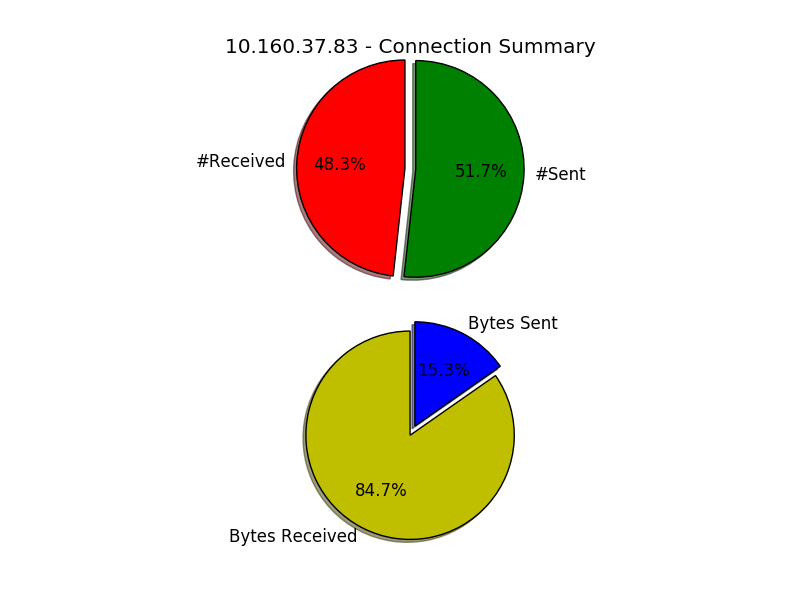 10.160.37.83 - Connection Summary
#Received
48.3%
51.7%
#Sent
Bytes Sent
15.3%
84.7%
Bytes Received